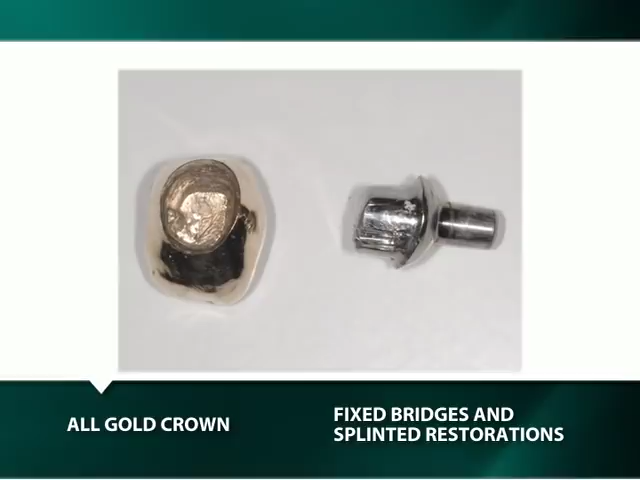 ALL GOLD CROWN
FIXED BRIDGES AND
SPLINTED RESTORATIONS